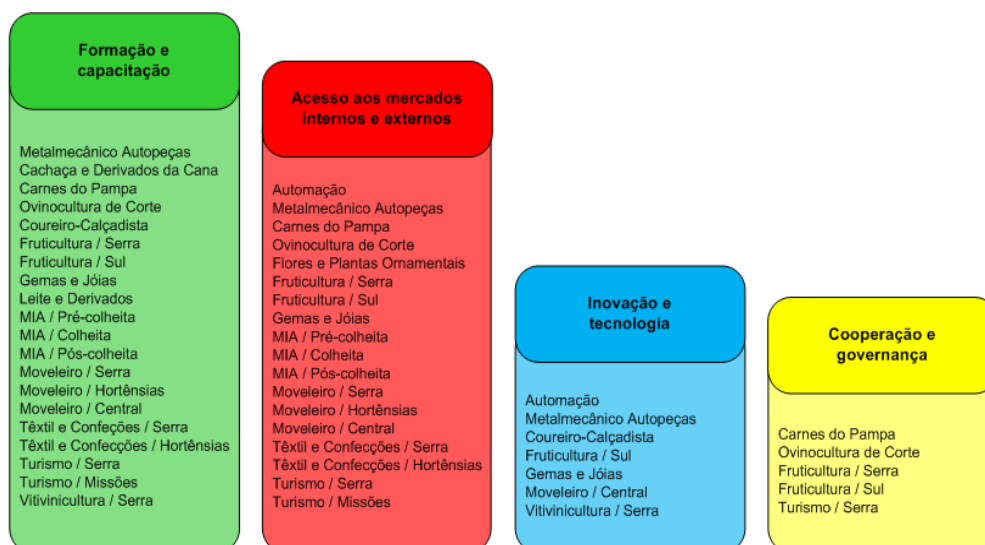 Formação e
capacitação
Metalmecânico Autopeças
Cachaça e Derivados da Cana
Carnes do Pampa
Ovinocultura de Corte
Coureiro-Calçadista
Fruticultura / Serra
Fruticultura / Sul
Gemas e Jóias
Leite e Derivados
MIA / Pré-colheita
MIA / Colheita
MIA / Pós-colheita
Moveleiro / Serra
Moveleiro / Hortênsias
Moveleiro / Central
Têxtil e Confeções / Serra
Têxtil e Confecções / Hortênsias
Turismo / Serra
Turismo / Missões
Vitivinicultura / Serra
Acesso aos mercados
internos e externos
Automação
Metalmecânico Autopeças
Carnes do Pampa
Ovinocultura de Corte
Flores e Plantas Ornamentais
Fruticultura / Serra
Fruticultura / Sul
Gemas e Jóias
MIA / Pré-colheita
MIA / Colheita
MIA / Pós-colheita
Moveleiro / Serra
Moveleiro / Hortênsias
Moveleiro / Central
Têxtil e Confecções / Serra
Têxtil e Confecções / Hortênsias
Turismo / Serra
Turismo / Missões
Inovação e
tecnologia
Automação
Metalmecânico Autopeças
Coureiro-Calçadista
Fruticultura / Sul
Gemas e Jóias
Moveleiro / Central
Vitivinicultura / Serra
Cooperação e
governança
Carnes do Pampa
Ovinocultura de Corte
Fruticultura / Serra
Fruticultura / Sul
Turismo / Serra